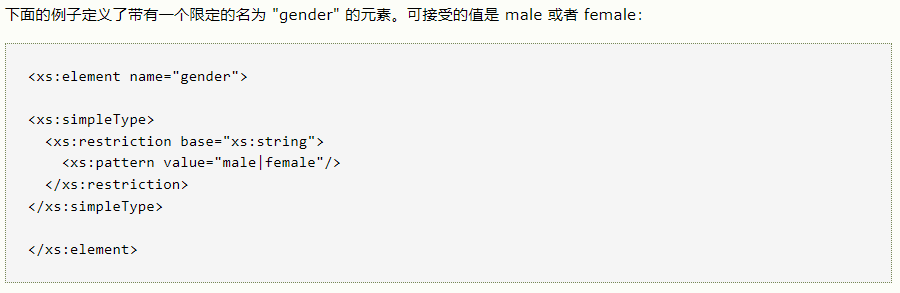 下面的例子定义了带有一个限定的名为 "gender" 的元素。可接受的值是 male 或者 female：
<xs:element name="gender">
<xs:simpleType>
  <xs:restriction base="xs:string">
    <xs:pattern value="male|female"/>
  </xs:restriction>
</xs:simpleType>
</xs:element>